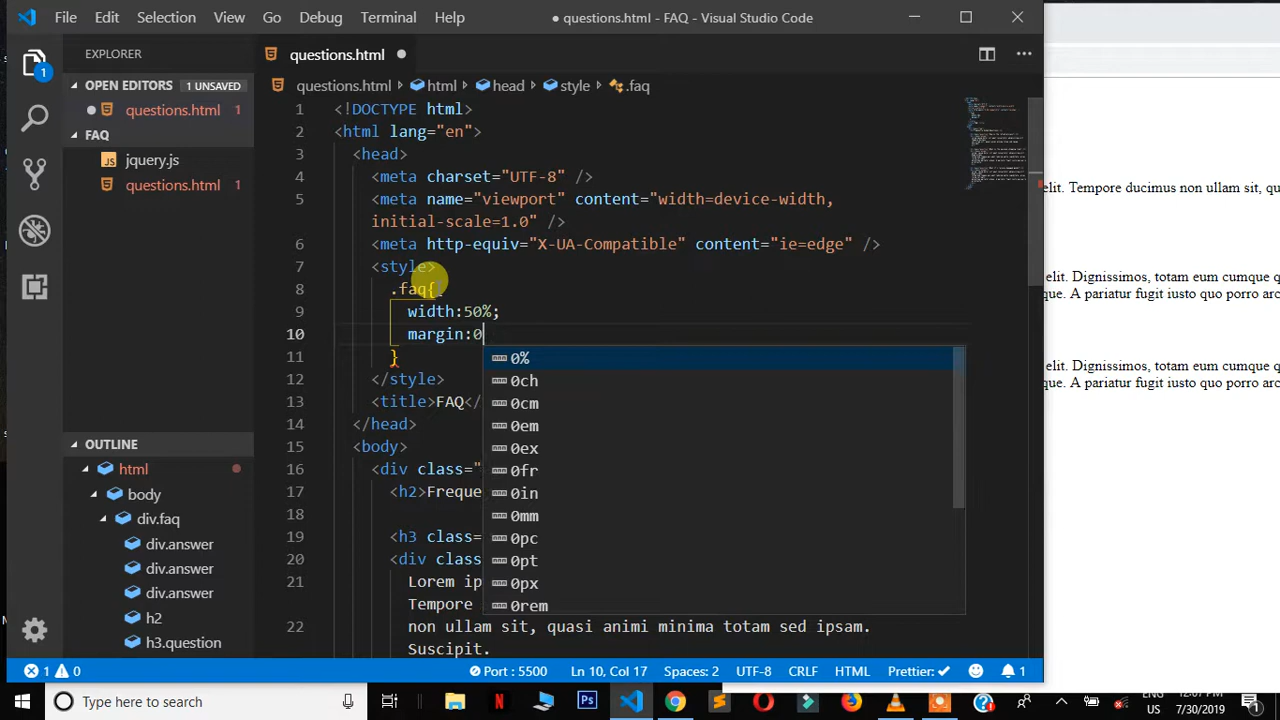 File Edit Selection View Go Debug Terminal Help
● questions.html - FAQ - Visual Studio Code
EXPLORER
OPEN EDITORS 1 UNSAVED
questions.html 1
FAQ
jquery.js
questions.html 1
OUTLINE
html
body
div.faq
div.answer
div.answer
div.answer
h2
h3.question
1
questions.html
questions.html > html > head > style > .faq
1 <!DOCTYPE html>
2 <html lang="en">
3 <head>
4 <meta charset="UTF-8" />
5 <meta name="viewport" content="width=device-width,
initial-scale=1.0" />
6 <meta http-equiv="X-UA-Compatible" content="ie=edge" />
7 <style>
8 .faq{
9 width:50%;
10 margin:0
11 }
12 </style>
13 <title>FAQ</
14 </head>
15 <body>
16 <div class="
17 <h2>Freque
18
19 <h3 class=
20 <div class
21 Lorem ip
Tempore
22 non ullam sit, quasi animi minima totam sed ipsam.
Suscipit.
0%
0ch
0cm
0em
0ex
0fr
0in
0mm
0pc
0pt
0px
0rem
elit. Tempore ducimus non ullam sit, qu
elit. Dignissimos, totam eum cumque q
ue. A pariatur fugit iusto quo porro arc
elit. Dignissimos, totam eum cumque q
que. A pariatur fugit iusto quo porro arc
1 0 Port : 5500 Ln 10, Col 17 Spaces: 2 UTF-8 CRLF HTML Prettier: ✓ 1
Type here to search
ENG 12:07 PM
US 7/30/2019
1